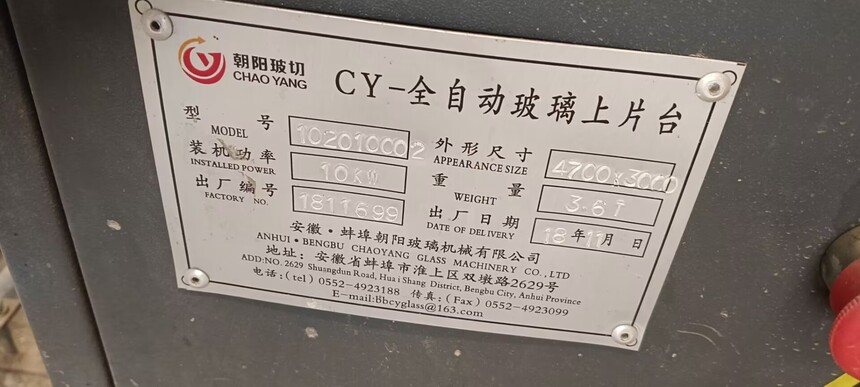 朝阳玻切
CHAO YANG
CY-全自动玻璃上片台
型号 10201000-2 外形尺寸 4700x3000
MODEL APPEARANCE SIZE
装机功率 10KW 重量 3.6T
INSTALLED POWER WEIGHT
出厂编号 1811699 出厂日期 18年11月 日
FACTORY NO. DATE OF DELIVERY
安徽·蚌埠朝阳玻璃机械有限公司
ANHUI·BENGBU CHAOYANG GLASS MACHINERY CO., LTD
地址: 安徽省蚌埠市淮上区双墩路2629号
ADD:NO. 2629 Shuangdun Road, Huai Shang District, Bengbu City, Anhui Province
电话:(tel) 0552-4923188 传真:(Fax) 0552-4923099
E-mail:Bbcyglass@163.com